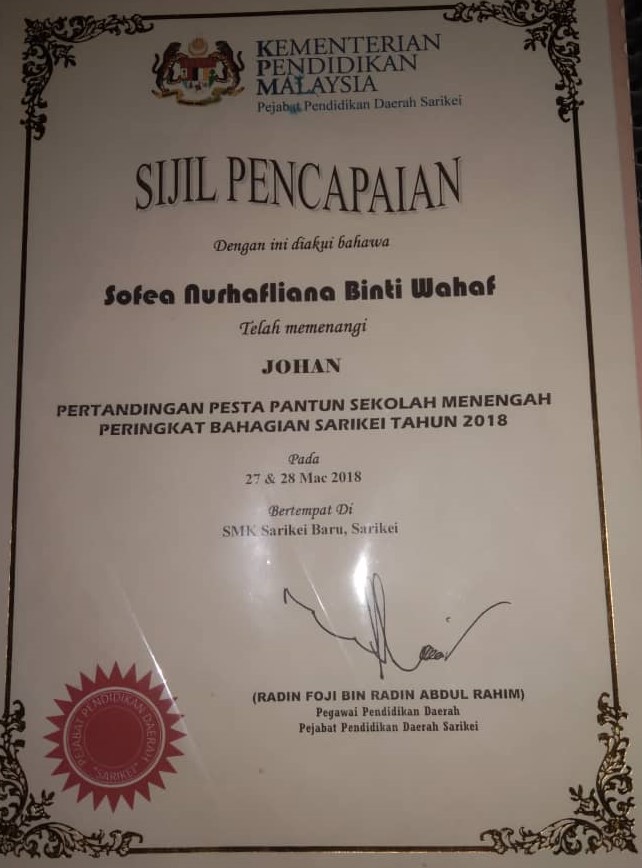 KEMENTERIAN
PENDIDIKAN
MALAYSIA
Pejabat Pendidikan Daerah Sarikei
SIJIL PENCAPAIAN
Dengan ini diakui bahawa
Sofea Nurhafliana Binti Wahaf
Telah memenangi
JOHAN
PERTANDINGAN PESTA PANTUN SEKOLAH MENENGAH
PERINGKAT BAHAGIAN SARIKEI TAHUN 2018
Pada
27 & 28 Mac 2018
Bertempat Di
SMK Sarikei Baru, Sarikei
(RADIN FOJI BIN RADIN ABDUL RAHIM)
Pegawai Pendidikan Daerah
Pejabat Pendidikan Daerah Sarikei
PEJABAT PENDIDIKAN DAERAH
*SARIKEI*